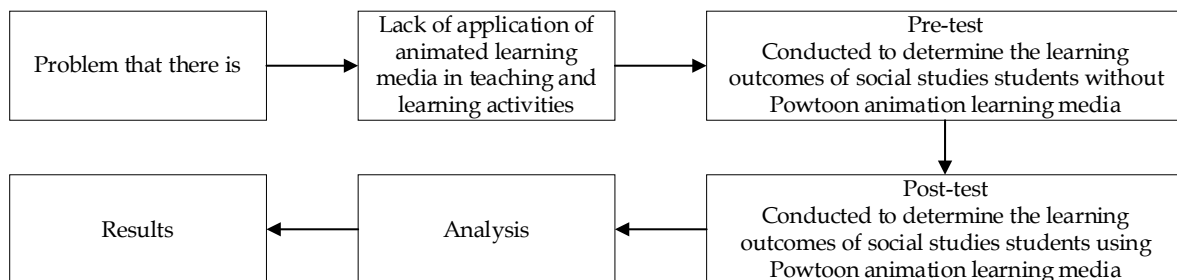 Problem that there is
Lack of application of
animated learning
media in teaching and
learning activities
Pre-test
Conducted to determine the learning
outcomes of social studies students without
Powtoon animation learning media
Post-test
Conducted to determine the learning
outcomes of social studies students using
Powtoon animation learning media
Analysis
Results